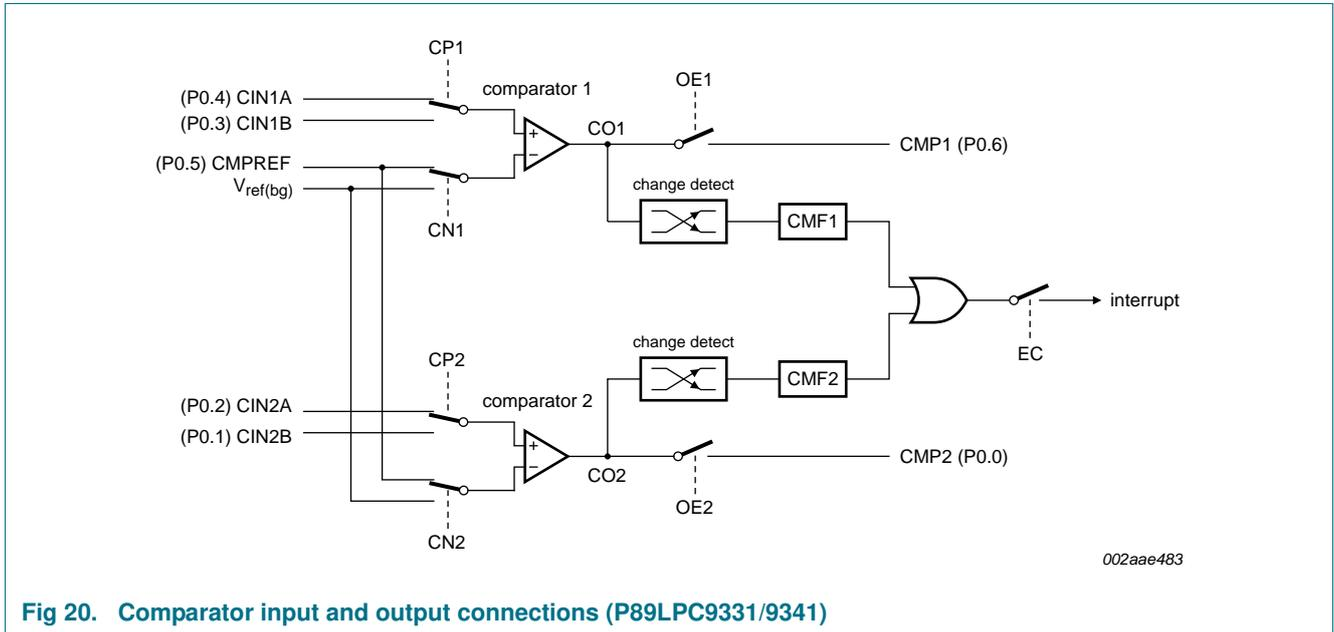 CP1
(P0.4) CIN1A
(P0.3) CIN1B
comparator 1
OE1
CO1
CMP1 (P0.6)
(P0.5) CMPREF
Vref(bg)
CN1
+
−
change detect
CMF1
interrupt
EC
CP2
(P0.2) CIN2A
(P0.1) CIN2B
comparator 2
change detect
CMF2
+
−
CO2
CMP2 (P0.0)
OE2
CN2
002aae483
Fig 20. Comparator input and output connections (P89LPC9331/9341)